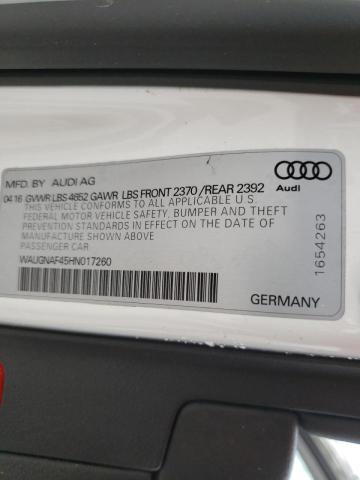 MFD. BY AUDI AG
04 16 GVWR LBS 4652 GAWR LBS FRONT 2370 / REAR 2392
THIS VEHICLE CONFORMS TO ALL APPLICABLE U.S.
FEDERAL MOTOR VEHICLE SAFETY, BUMPER AND THEFT
PREVENTION STANDARDS IN EFFECT ON THE DATE OF
MANUFACTURE SHOWN ABOVE.
PASSENGER CAR
WAUGNAF45HN017260
Audi
1654263
GERMANY